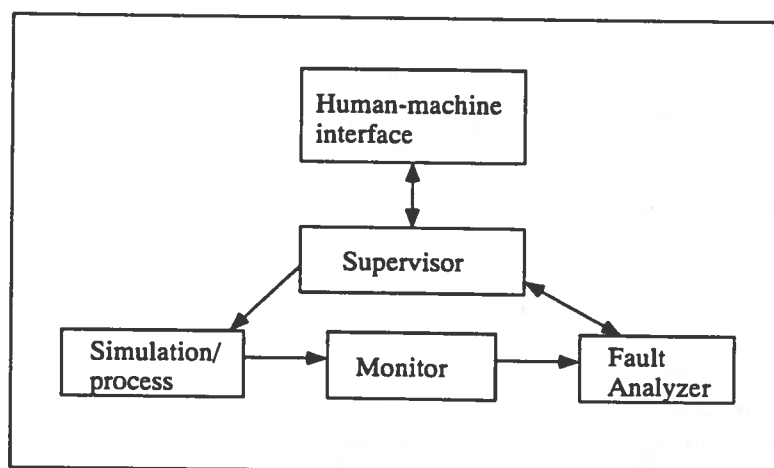 Human-machine
interface
Supervisor
Simulation/
process
Monitor
Fault
Analyzer